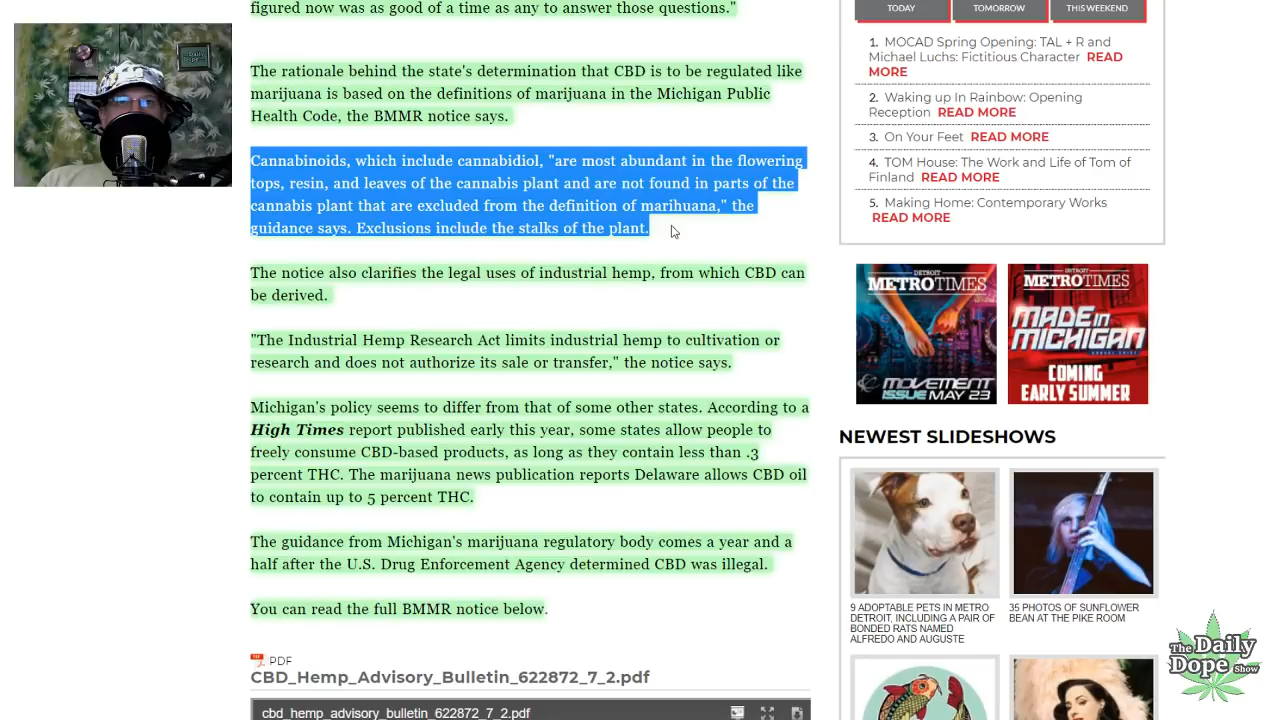 figured now was as good of a time as any to answer those questions."
The rationale behind the state's determination that CBD is to be regulated like
marijuana is based on the definitions of marijuana in the Michigan Public
Health Code, the BMMR notice says.
Cannabinoids, which include cannabidiol, "are most abundant in the flowering
tops, resin, and leaves of the cannabis plant and are not found in parts of the
cannabis plant that are excluded from the definition of marihuana," the
guidance says. Exclusions include the stalks of the plant.
The notice also clarifies the legal uses of industrial hemp, from which CBD can
be derived.
"The Industrial Hemp Research Act limits industrial hemp to cultivation or
research and does not authorize its sale or transfer," the notice says.
Michigan's policy seems to differ from that of some other states. According to a
High Times report published early this year, some states allow people to
freely consume CBD-based products, as long as they contain less than .3
percent THC. The marijuana news publication reports Delaware allows CBD oil
to contain up to 5 percent THC.
The guidance from Michigan's marijuana regulatory body comes a year and a
half after the U.S. Drug Enforcement Agency determined CBD was illegal.
You can read the full BMMR notice below.
PDF
CBD_Hemp_Advisory_Bulletin_622872_7_2.pdf
cbd_hemp_advisory_bulletin_622872_7_2.pdf
TODAY
TOMORROW
THIS WEEKEND
1. MOCAD Spring Opening: TAL + R and
Michael Luchs: Fictitious Character READ
MORE
2. Waking up In Rainbow: Opening
Reception READ MORE
3. On Your Feet READ MORE
4. TOM House: The Work and Life of Tom of
Finland READ MORE
5. Making Home: Contemporary Works
READ MORE
DETROIT
METROTIMES
MOVEMENT
ISSUE MAY 23
DETROIT
METROTIMES
MADE IN
MICHIGAN
COMING
EARLY SUMMER
NEWEST SLIDESHOWS
9 ADOPTABLE PETS IN METRO
DETROIT, INCLUDING A PAIR OF
BONDED RATS NAMED
ALFREDO AND AUGUSTE
35 PHOTOS OF SUNFLOWER
BEAN AT THE PIKE ROOM
The Daily
Dope Show